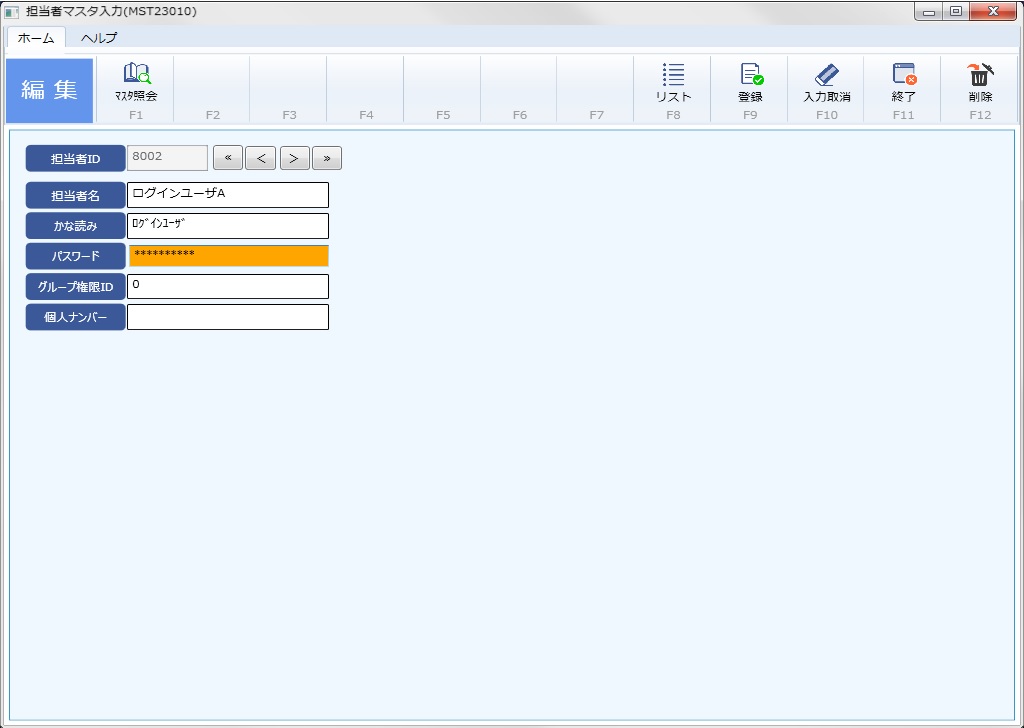 担当者マスタ入力(MST23010)
ホーム ヘルプ
編集
ﾏｽﾀ照会 リスト 登録 入力取消 終了 削除
F1 F2 F3 F4 F5 F6 F7 F8 F9 F10 F11 F12
担当者ID 8002 « < > »
担当者名 ログインユーザA
かな読み ﾛｸﾞｲﾝﾕｰｻﾞ
パスワード **********
グループ権限ID 0
個人ナンバー